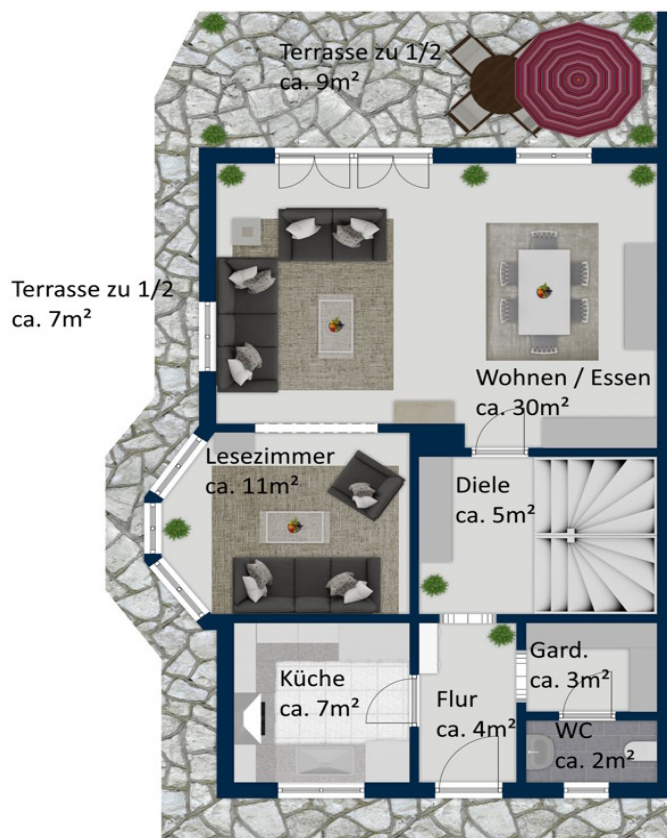 Terrasse zu 1/2
ca. 9m²
Terrasse zu 1/2
ca. 7m²
Wohnen / Essen
ca. 30m²
Lesezimmer
ca. 11m²
Diele
ca. 5m²
Küche
ca. 7m²
Flur
ca. 4m²
Gard.
ca. 3m²
WC
ca. 2m²